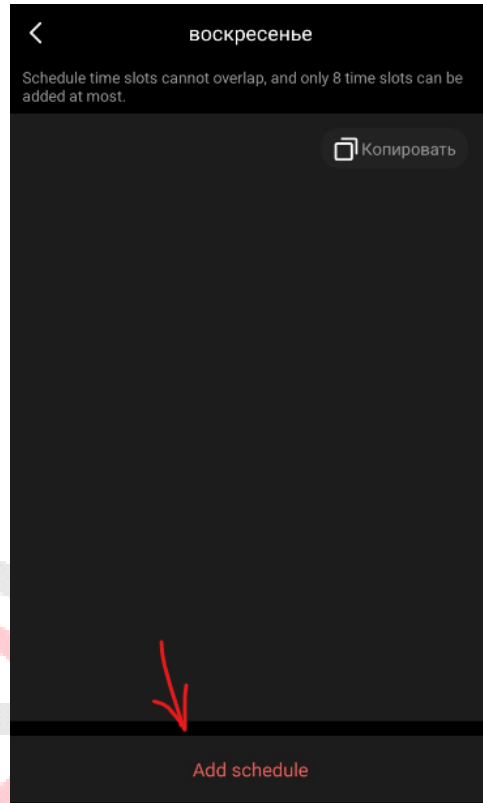 воскресенье
Schedule time slots cannot overlap, and only 8 time slots can be
added at most.
Копировать
Add schedule